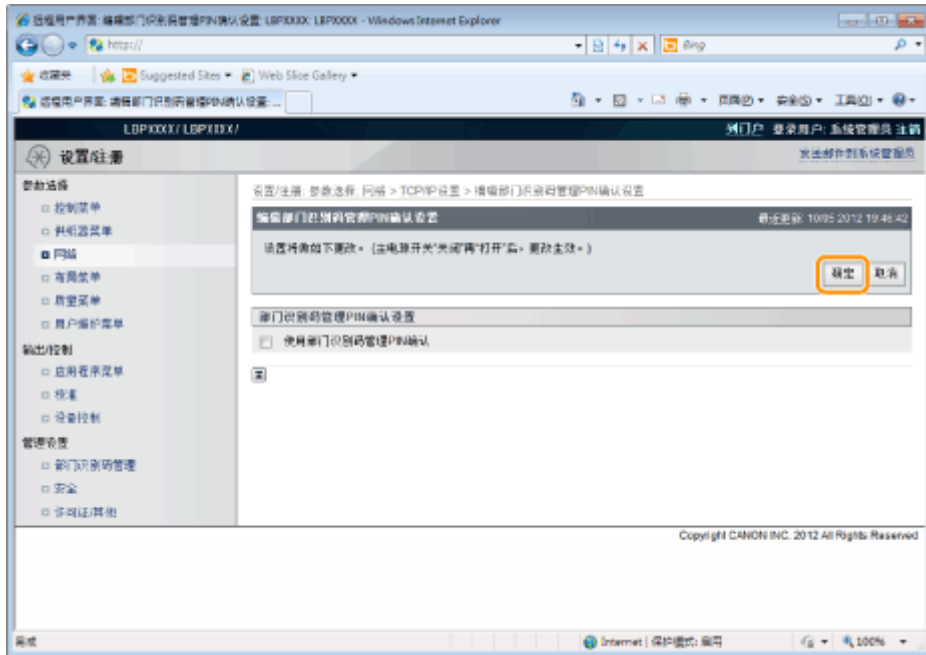 远程用户界面: 编辑部门识别码管理PIN确认设置: LBPXXXX: LBPXXXX - Windows Internet Explorer
http://
Bing
收藏夹 Suggested Sites Web Slice Gallery
远程用户界面: 编辑部门识别码管理PIN确认设置: ...
页面(P) 安全(S) 工具(O)
LBPXXXX / LBPXXXX /
到门户 登录用户: 系统管理员 注销
设置/注册
发送邮件到系统管理员
参数选择
控制菜单
供纸器菜单
网络
布局菜单
质量菜单
用户维护菜单
输出/控制
应用程序菜单
校准
设备控制
管理设置
部门识别码管理
安全
许可证/其他
设置/注册: 参数选择: 网络 > TCP/IP设置 > 编辑部门识别码管理PIN确认设置
编辑部门识别码管理PIN确认设置
最近更新: 10/05 2012 19:46:42
设置将做如下更改。 (主电源开关"关闭"再"打开"后, 更改生效。)
确定 取消
部门识别码管理PIN确认设置
使用部门识别码管理PIN确认
Copyright CANON INC. 2012 All Rights Reserved
完成
Internet | 保护模式: 启用
100%